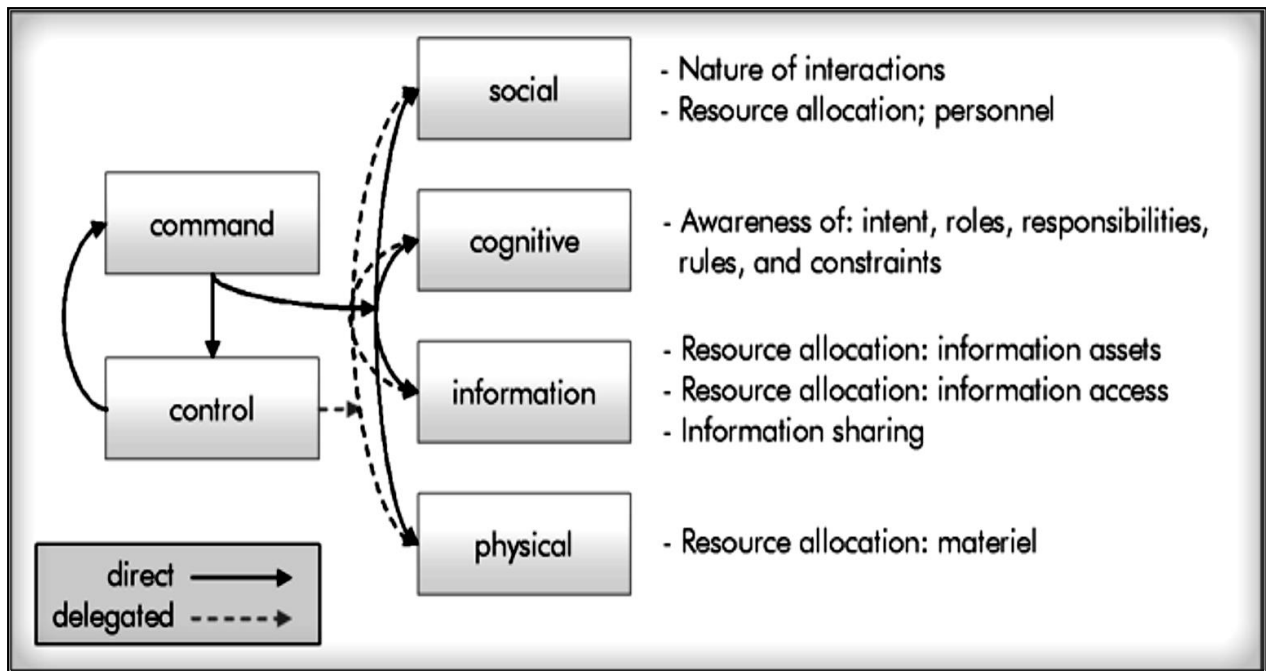 social
- Nature of interactions
- Resource allocation; personnel
command
cognitive
- Awareness of: intent, roles, responsibilities,
rules, and constraints
control
information
- Resource allocation: information assets
- Resource allocation: information access
- Information sharing
physical
- Resource allocation: materiel
direct
delegated